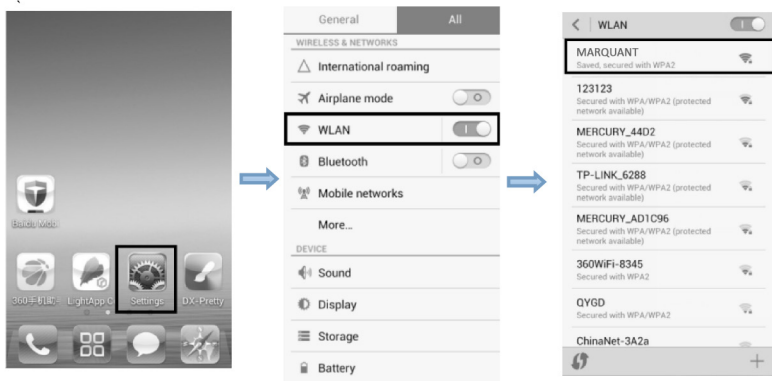 Baidu Mobi
360手机助
LightApp C
Settings
DX-Pretty
General
All
WIRELESS & NETWORKS
International roaming
Airplane mode
WLAN
Bluetooth
Mobile networks
More...
DEVICE
Sound
Display
Storage
Battery
WLAN
MARQUANT
Saved, secured with WPA2
123123
Secured with WPA/WPA2 (protected
network available)
MERCURY_44D2
Secured with WPA/WPA2 (protected
network available)
TP-LINK_6288
Secured with WPA/WPA2 (protected
network available)
MERCURY_AD1C96
Secured with WPA/WPA2 (protected
network available)
360WiFi-8345
Secured with WPA2
QYGD
Secured with WPA/WPA2
ChinaNet-3A2a